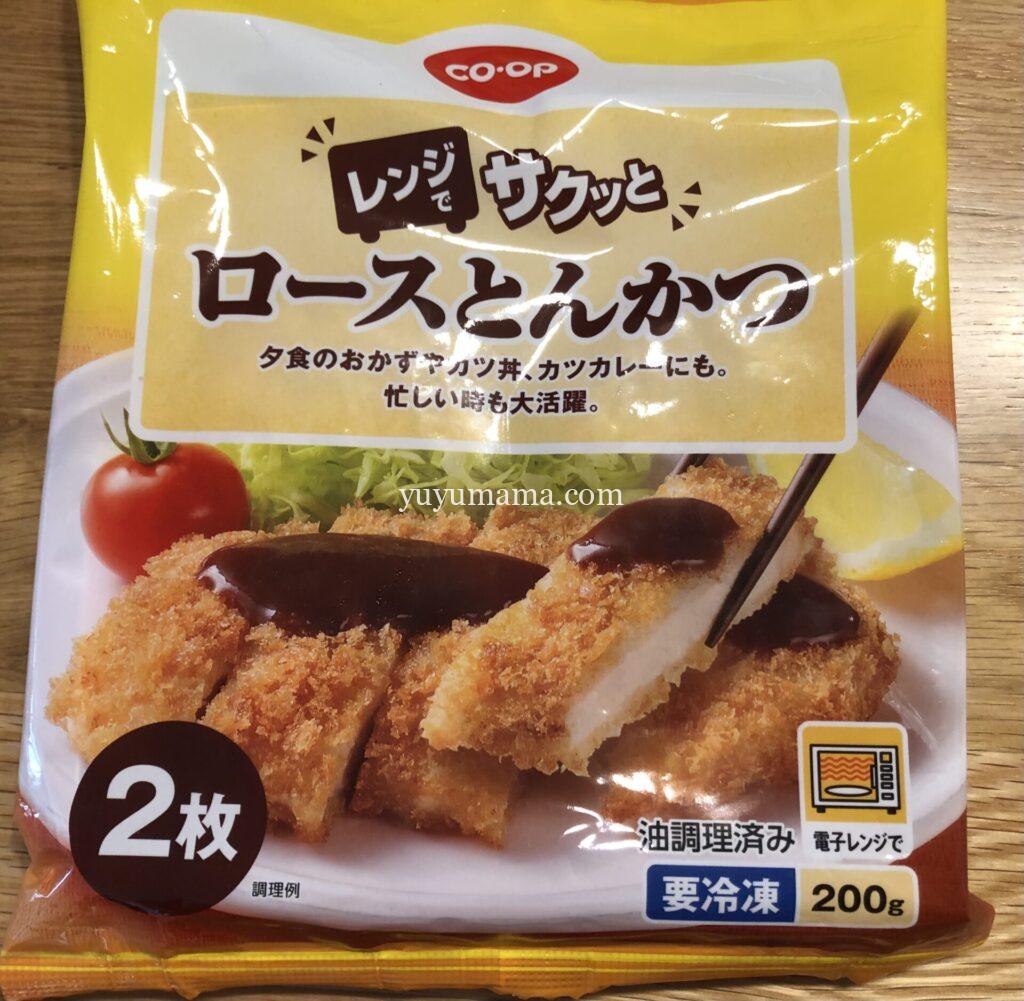 CO·OP
レンジで サクッと
ロースとんかつ
夕食のおかずやカツ丼、カツカレーにも。
忙しい時も大活躍。
yuyumama.com
2枚
調理例
油調理済み
電子レンジで
要冷凍 200g